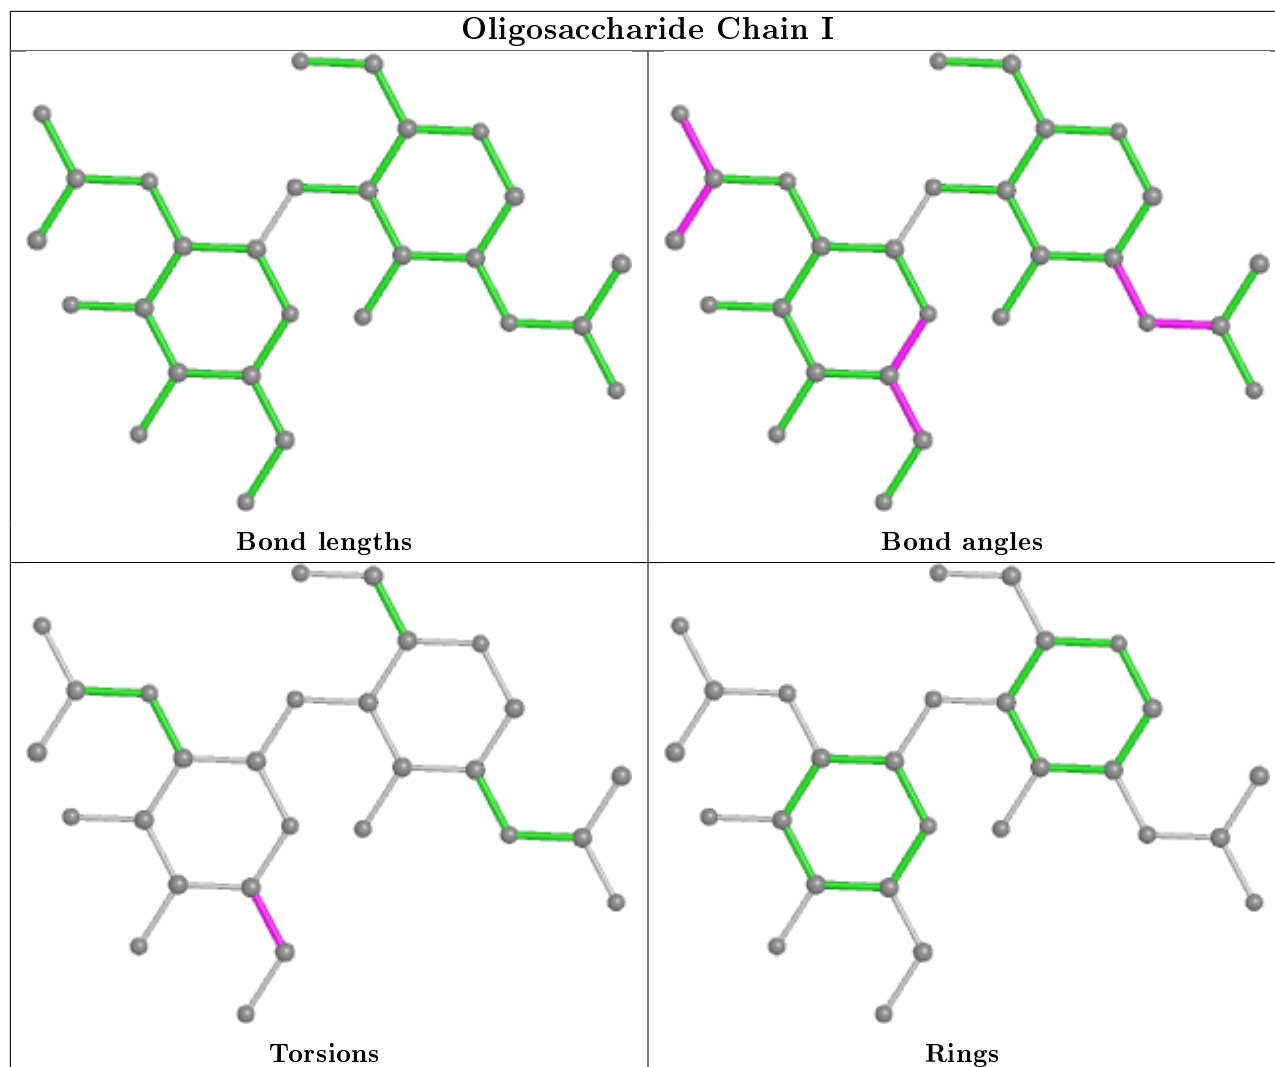 Oligosaccharide Chain I
Bond lengths
Bond angles
Torsions
Rings